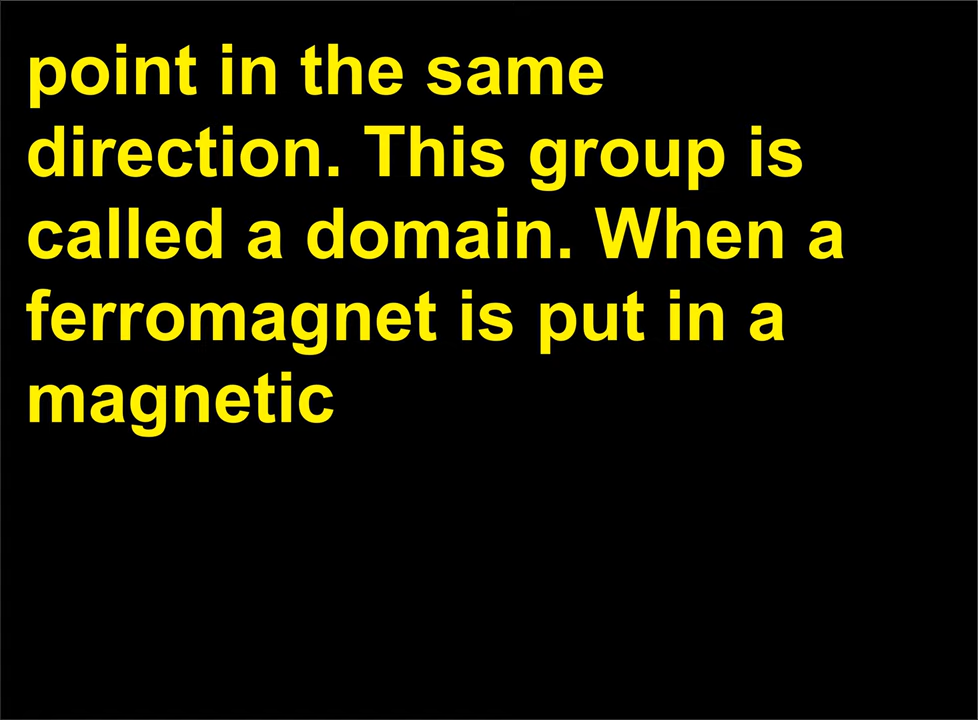 point in the same
direction. This group is
called a domain. When a
ferromagnet is put in a
magnetic